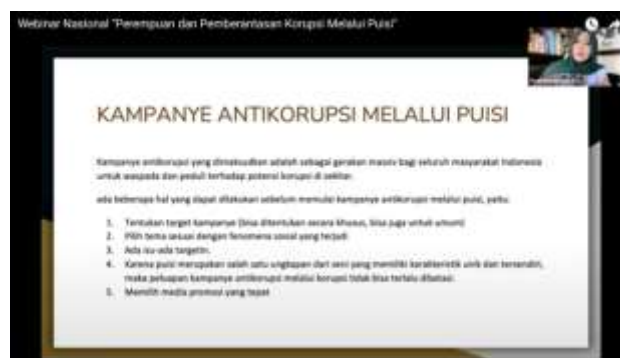 Webinar Nasional "Perempuan dan Pemberantasan Korupsi Melalui Puisi"
KAMPANYE ANTIKORUPSI MELALUI PUISI
Kampanye antikorupsi yang dimaksudkan adalah sebagai gerakan massiv bagi seluruh masyarakat Indonesia
untuk waspada dan peduli terhadap potensi korupsi di sekitar.
ada beberapa hal yang dapat dilakukan sebelum memulai kampanye antikorupsi melalui puisi, yaitu:
1. Tentukan target kampanye (bisa ditentukan secara khusus, bisa juga untuk umum)
2. Pilih tema sesuai dengan fenomena sosial yang terjadi
3. Ada isu-ada targetin.
4. Karena puisi merupakan salah satu ungkapan dari seni yang memiliki karakteristik unik dan tersendiri,
maka peluapan kampanye antikorupsi melalui korupsi tidak bisa terlalu dibatasi.
5. Memilih media promosi yang tepat